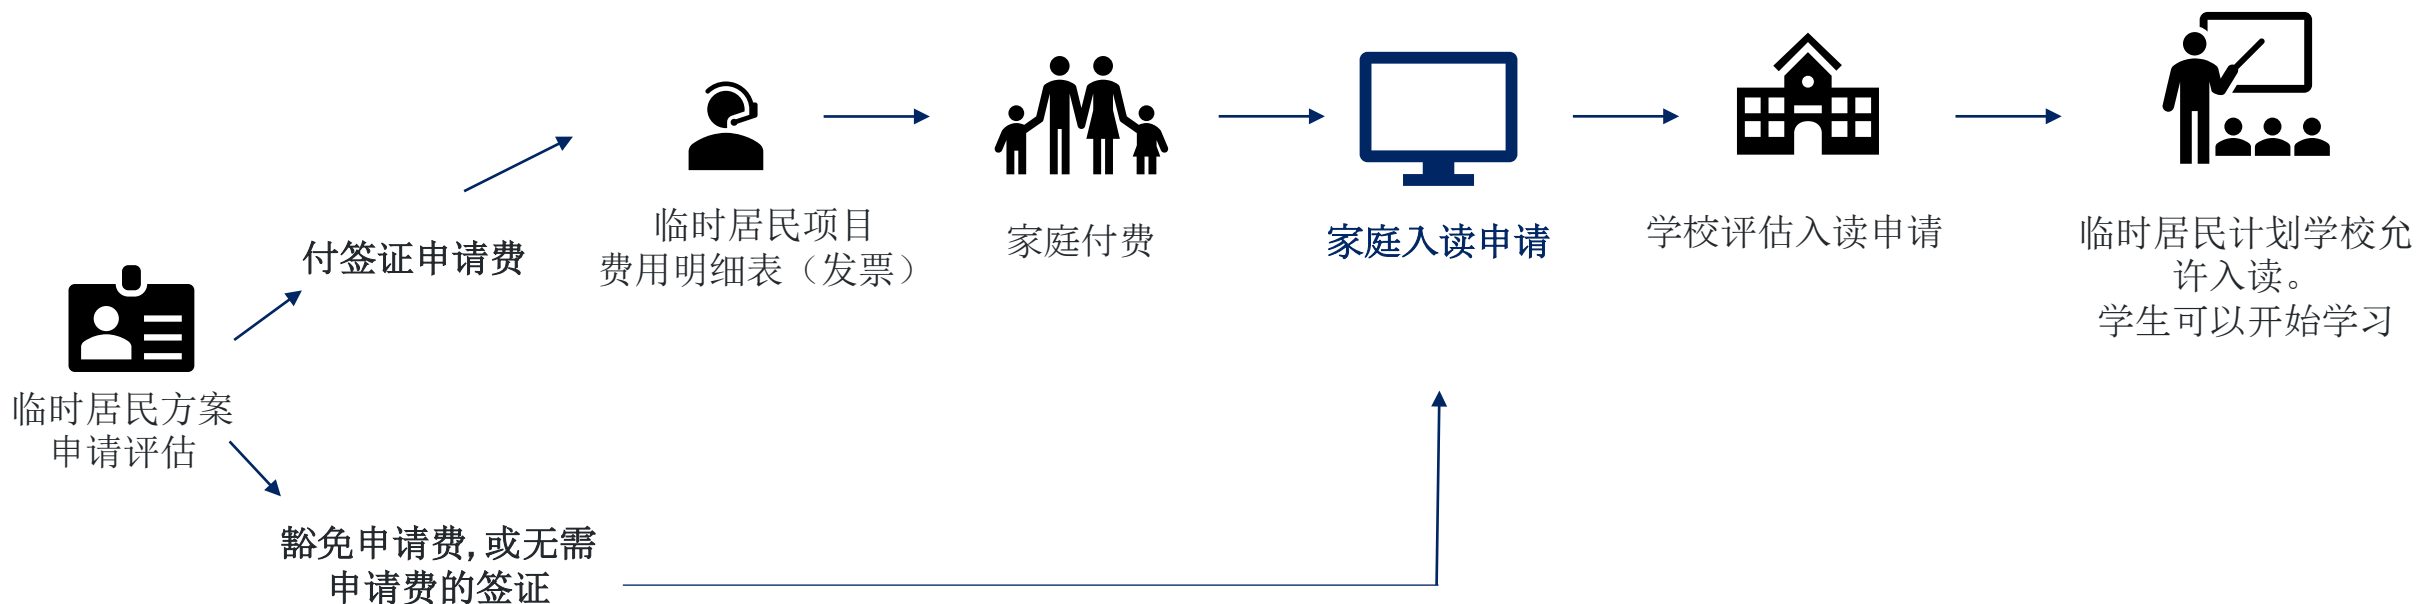 临时居民方案
申请评估
付签证申请费
临时居民项目
费用明细表（发票）
家庭付费
家庭入读申请
学校评估入读申请
临时居民计划学校允
许入读。
学生可以开始学习
豁免申请费, 或无需
申请费的签证